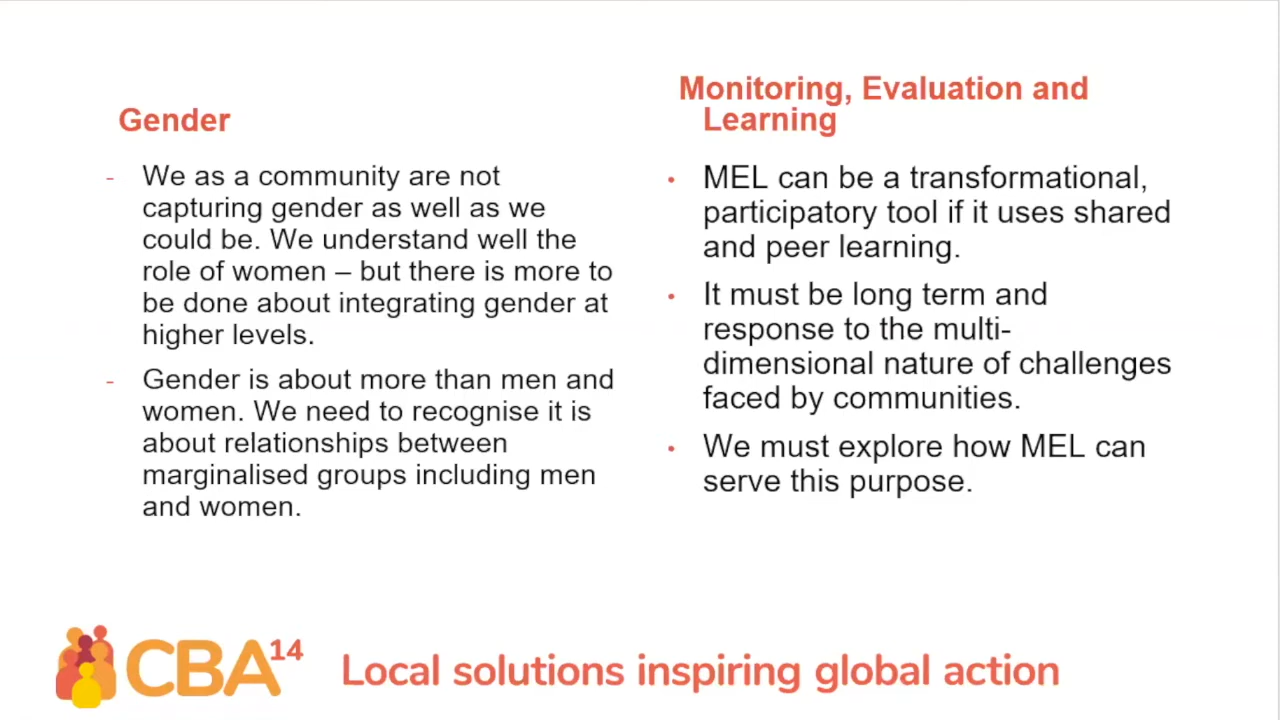 Gender
- We as a community are not
capturing gender as well as we
could be. We understand well the
role of women – but there is more to
be done about integrating gender at
higher levels.
- Gender is about more than men and
women. We need to recognise it is
about relationships between
marginalised groups including men
and women.
Monitoring, Evaluation and
Learning
• MEL can be a transformational,
participatory tool if it uses shared
and peer learning.
• It must be long term and
response to the multi-
dimensional nature of challenges
faced by communities.
• We must explore how MEL can
serve this purpose.
CBA14
Local solutions inspiring global action